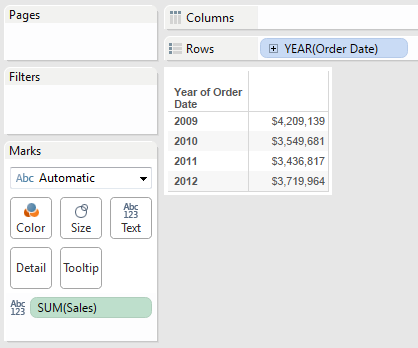 Pages
Columns
Rows
YEAR(Order Date)
Filters
Year of Order
Date
2009 $4,209,139
2010 $3,549,681
2011 $3,436,817
2012 $3,719,964
Marks
Abc Automatic
Color
Size
Abc
123
Text
Detail
Tooltip
Abc
123
SUM(Sales)